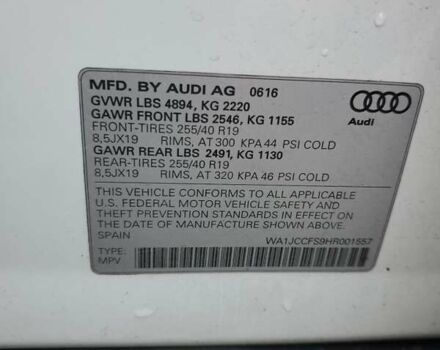 MFD. BY AUDI AG 0616
GVWR LBS 4894, KG 2220
GAWR FRONT LBS 2546, KG 1155
FRONT-TIRES 255/40 R19
8,5JX19 RIMS, AT 300 KPA 44 PSI COLD
GAWR REAR LBS 2491, KG 1130
REAR-TIRES 255/40 R19
8,5JX19 RIMS, AT 320 KPA 46 PSI COLD
THIS VEHICLE CONFORMS TO ALL APPLICABLE
U.S. FEDERAL MOTOR VEHICLE SAFETY AND
THEFT PREVENTION STANDARDS IN EFFECT ON
THE DATE OF MANUFACTURE SHOWN ABOVE.
SPAIN WA1JCCFS9HR001557
TYPE:
MPV
Audi